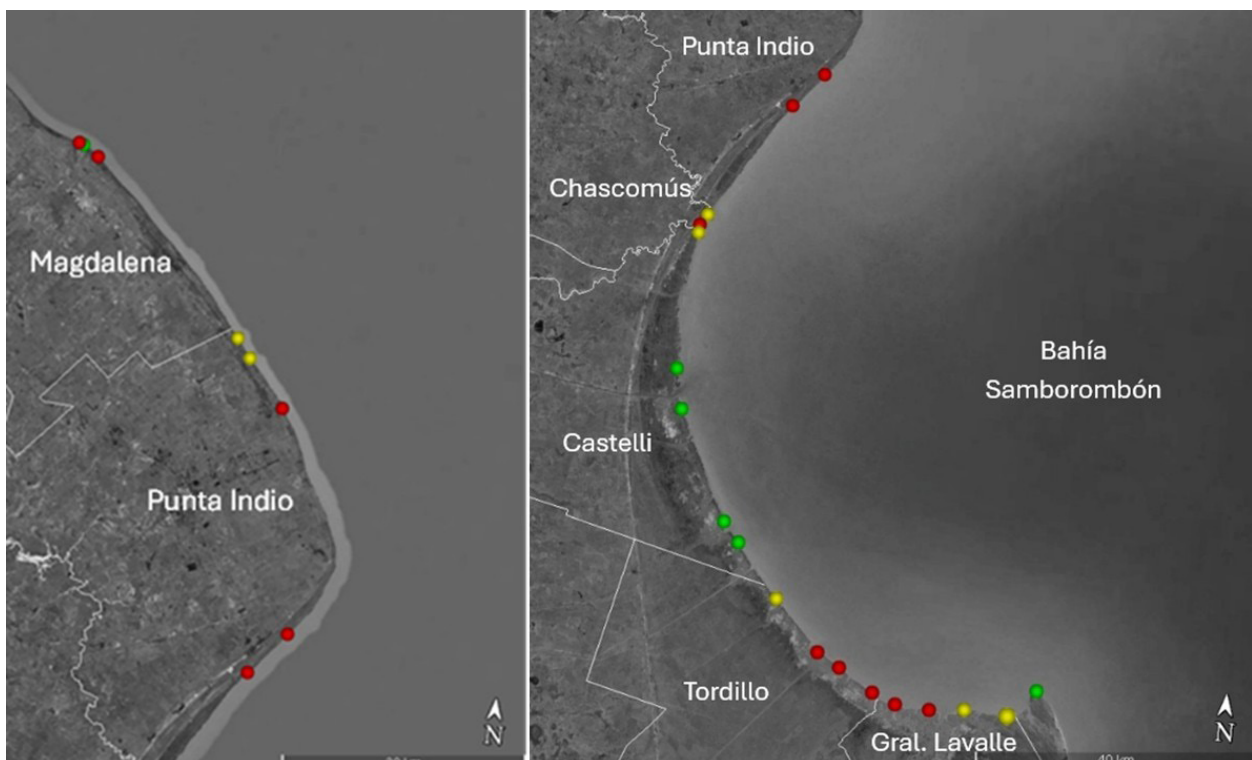 Magdalena
Punta Indio
N
Punta Indio
Chascomús
Bahía
Samborombón
Castelli
Tordillo
Gral. Lavalle
N
40 km